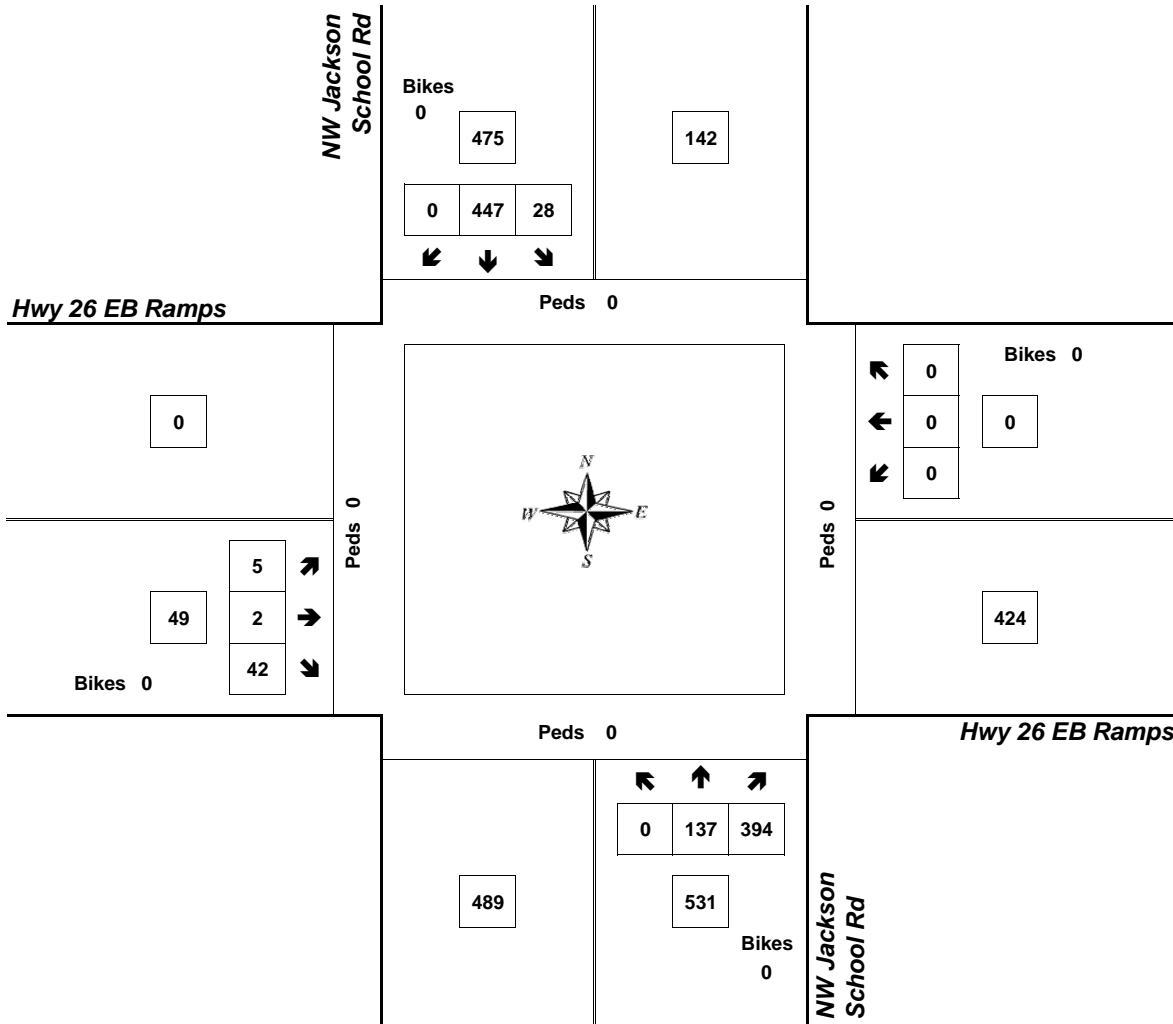 NW Jackson
School Rd
Bikes
0
475
142
0 447 28
Hwy 26 EB Ramps
Peds 0
Bikes 0
0
0
0
0
0
N
W E
S
Peds 0
Peds 0
5
49
2
42
Bikes 0
424
Peds 0
Hwy 26 EB Ramps
0 137 394
489
531
Bikes
0
NW Jackson
School Rd